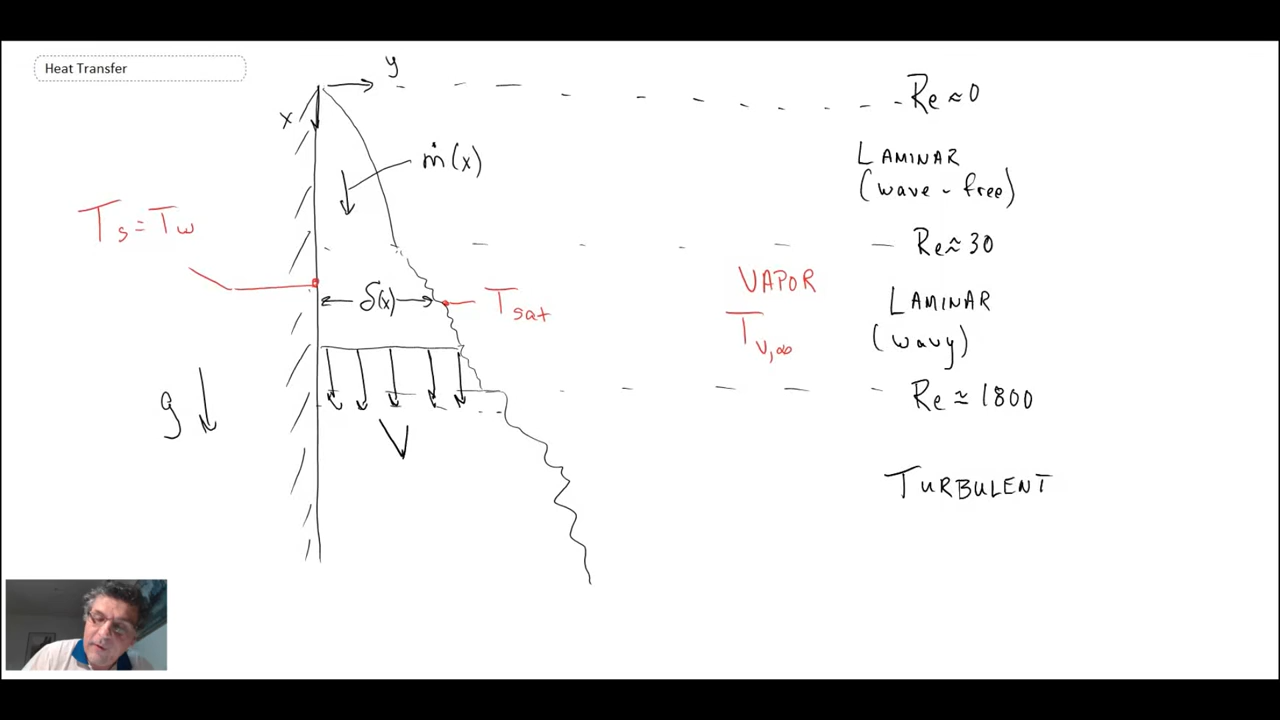 Heat Transfer
y
x
Re ≈ 0
ṁ(x)
LAMINAR
(wave-free)
Ts = Tw
Re ≈ 30
δ(x)
Tsat
VAPOR
Tv,∞
LAMINAR
(wavy)
g
Re ≈ 1800
V
TURBULENT